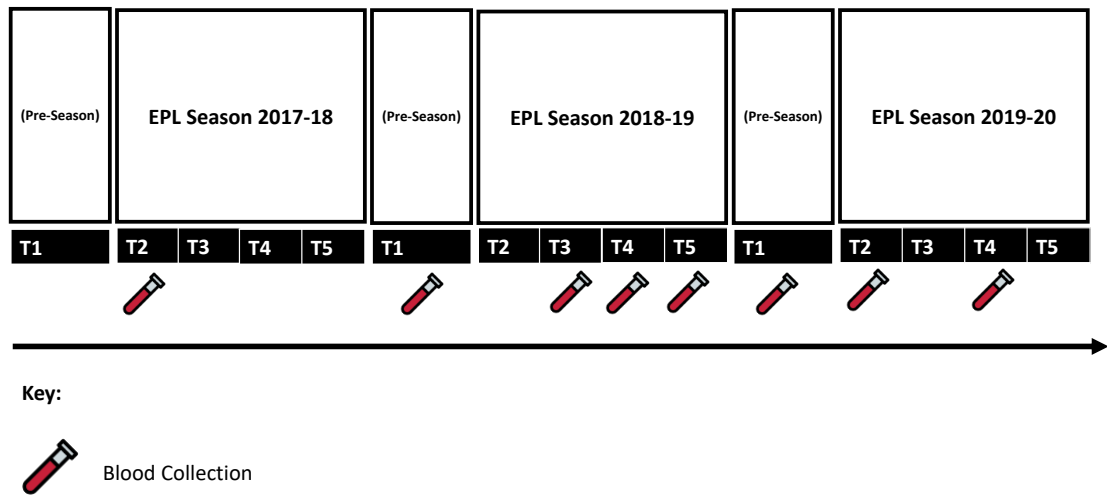 (Pre-Season)
EPL Season 2017-18
(Pre-Season)
EPL Season 2018-19
(Pre-Season)
EPL Season 2019-20
T1
T2
T3
T4
T5
T1
T2
T3
T4
T5
T1
T2
T3
T4
T5
Key:
Blood Collection